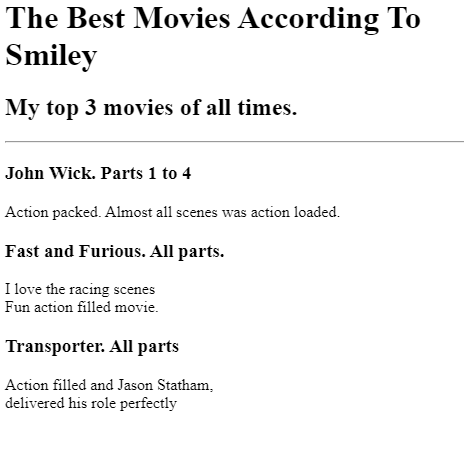 The Best Movies According To
Smiley
My top 3 movies of all times.
John Wick. Parts 1 to 4
Action packed. Almost all scenes was action loaded.
Fast and Furious. All parts.
I love the racing scenes
Fun action filled movie.
Transporter. All parts
Action filled and Jason Statham,
delivered his role perfectly